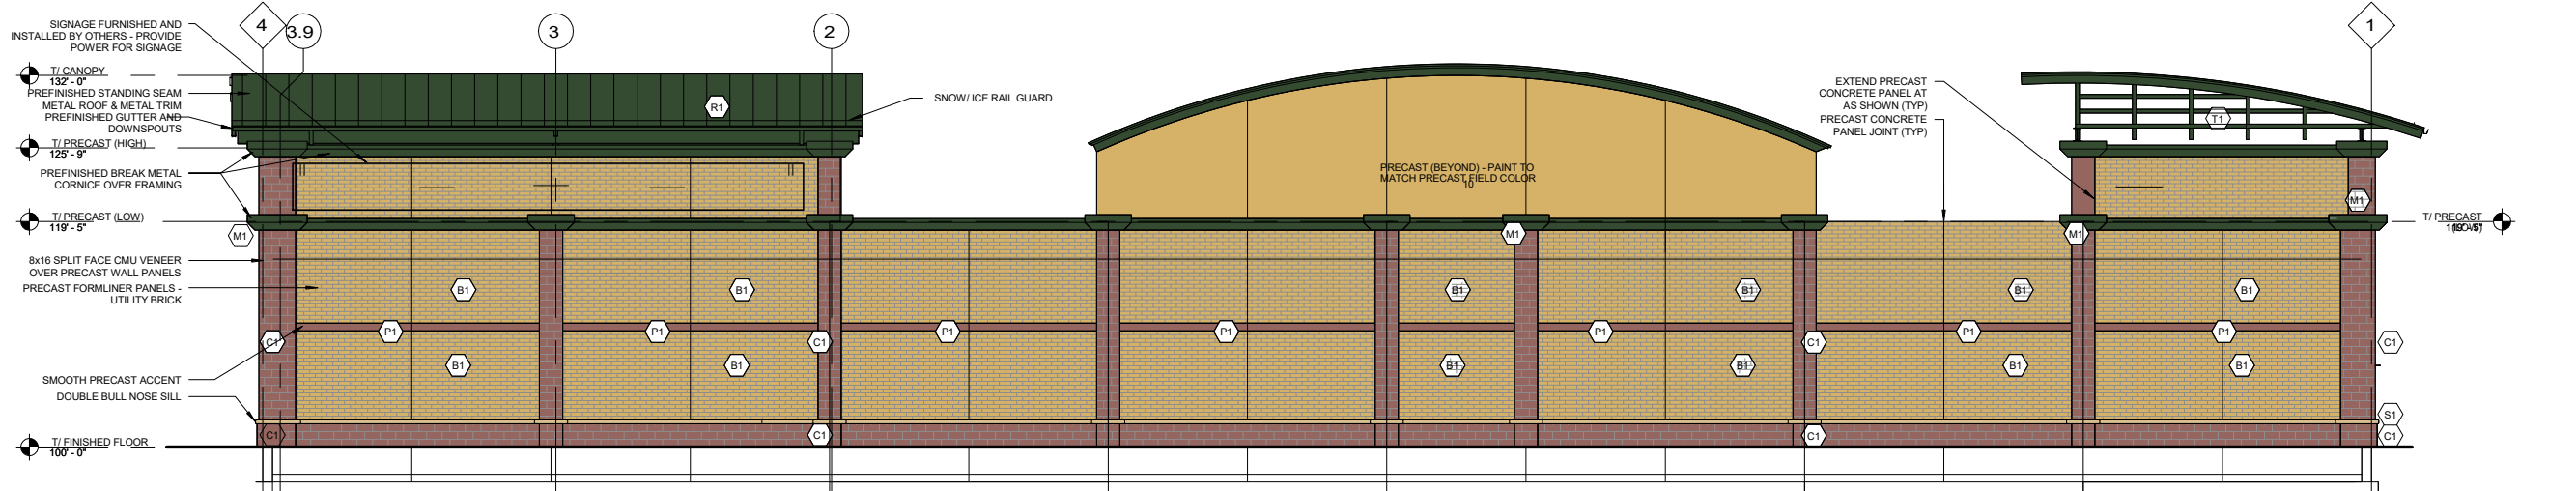 4
3.9
3
2
1
SIGNAGE FURNISHED AND
INSTALLED BY OTHERS - PROVIDE
POWER FOR SIGNAGE
T/ CANOPY
132' - 0"
PREFINISHED STANDING SEAM
METAL ROOF & METAL TRIM
PREFINISHED GUTTER AND
DOWNSPOUTS
T/ PRECAST (HIGH)
125' - 9"
PREFINISHED BREAK METAL
CORNICE OVER FRAMING
T/ PRECAST (LOW)
119' - 5"
M1
8x16 SPLIT FACE CMU VENEER
OVER PRECAST WALL PANELS
PRECAST FORMLINER PANELS -
UTILITY BRICK
SMOOTH PRECAST ACCENT
DOUBLE BULL NOSE SILL
T/ FINISHED FLOOR
100' - 0"
R1
SNOW/ ICE RAIL GUARD
PRECAST (BEYOND) - PAINT TO
MATCH PRECAST FIELD COLOR
10
EXTEND PRECAST
CONCRETE PANEL AT
AS SHOWN (TYP)
PRECAST CONCRETE
PANEL JOINT (TYP)
T1
M1
M1
M1
T/ PRECAST
119' - 5"
B1
B1
B1
B1
B1
B1
P1
P1
P1
P1
P1
P1
P1
C1
C1
C1
C1
B1
B1
B1
B1
B1
B1
S1
C1
C1
C1
C1